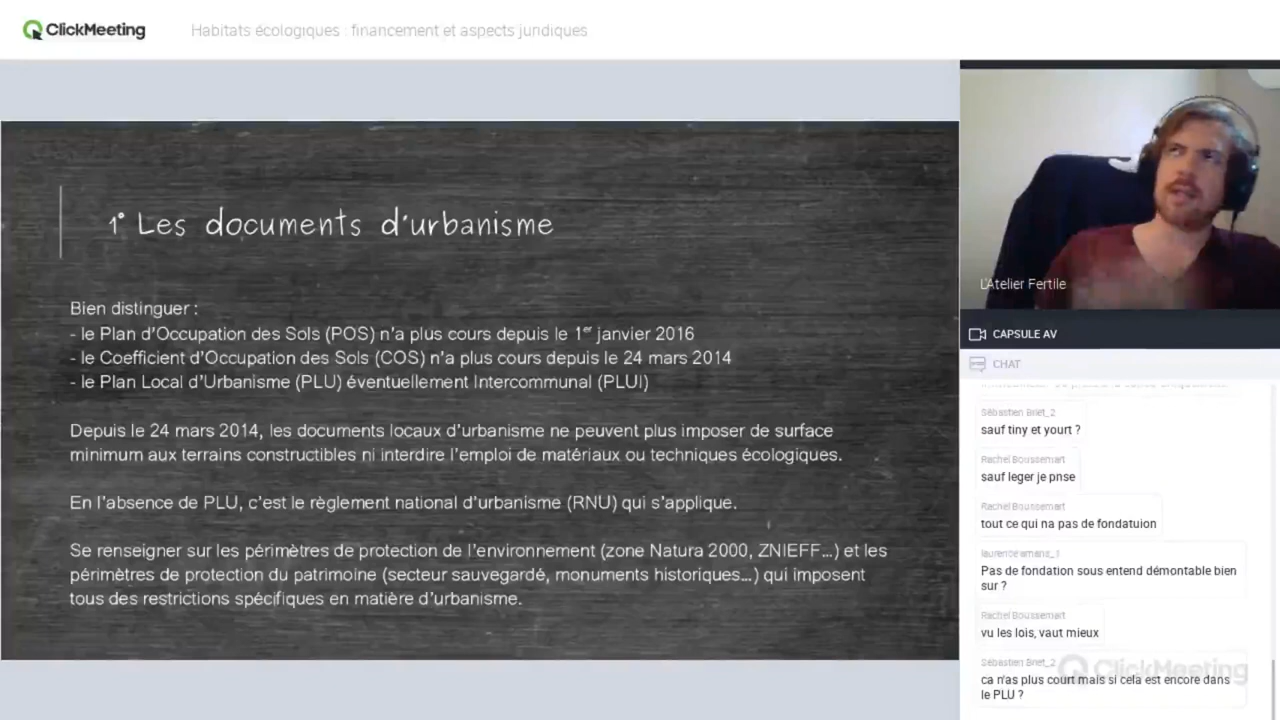 ClickMeeting
Habitats écologiques : financement et aspects juridiques
1° Les documents d'urbanisme
Bien distinguer :
- le Plan d'Occupation des Sols (POS) n'a plus cours depuis le 1er janvier 2016
- le Coefficient d'Occupation des Sols (COS) n'a plus cours depuis le 24 mars 2014
- le Plan Local d'Urbanisme (PLU) éventuellement Intercommunal (PLUI)
Depuis le 24 mars 2014, les documents locaux d'urbanisme ne peuvent plus imposer de surface
minimum aux terrains constructibles ni interdire l'emploi de matériaux ou techniques écologiques.
En l'absence de PLU, c'est le règlement national d'urbanisme (RNU) qui s'applique.
Se renseigner sur les périmètres de protection de l'environnement (zone Natura 2000, ZNIEFF...) et les
périmètres de protection du patrimoine (secteur sauvegardé, monuments historiques...) qui imposent
tous des restrictions spécifiques en matière d'urbanisme.
L'Atelier Fertile
CAPSULE AV
CHAT
Sébastien Briet_2
sauf tiny et yourt ?
Rachel Boussemart
sauf leger je pnse
Rachel Boussemart
tout ce qui na pas de fondatuion
laurence amans_1
Pas de fondation sous entend démontable bien
sur ?
Rachel Boussemart
vu les lois, vaut mieux
Sébastien Briet_2
ca n'as plus court mais si cela est encore dans
le PLU ?
ClickMeeting